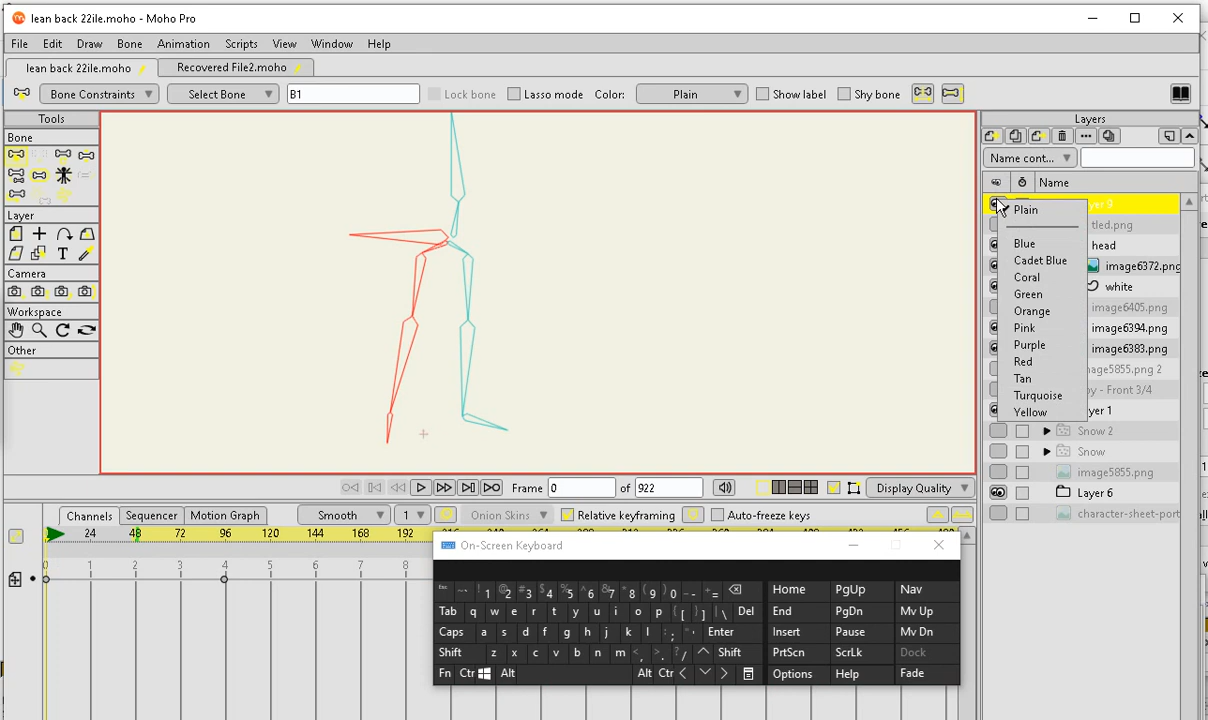 lean back 22ile.moho - Moho Pro
File Edit Draw Bone Animation Scripts View Window Help
lean back 22ile.moho Recovered File2.moho
Bone Constraints Select Bone B1 Lock bone Lasso mode Color: Plain Show label Shy bone
Tools
Bone
Layer
T
Camera
Workspace
Other
Layers
Name cont...
Name
yer 9
tled.png
head
image6372.png
white
image6405.png
image6394.png
image6383.png
nage5855.png 2
py - Front 3/4
yer 1
Snow 2
Snow
image5855.png
Layer 6
character-sheet-port
Plain
Blue
Cadet Blue
Coral
Green
Orange
Pink
Purple
Red
Tan
Turquoise
Yellow
Frame 0 of 922 Display Quality
Channels Sequencer Motion Graph Smooth 1 Onion Skins Relative keyframing Auto-freeze keys
24 48 72 96 120 144 168 192
0 1 2 3 4 5 6 7 8
On-Screen Keyboard
Esc ~` !1 @2 #3 $4 %5 ^6 &7 *8 (9 )0 _- += Home PgUp Nav
Tab q w e r t y u i o p {[ }] |\ Del End PgDn Mv Up
Caps a s d f g h j k l :; "' Enter Insert Pause Mv Dn
Shift z x c v b n m <, >. ?/ Shift PrtScn ScrLk Dock
Fn Ctr Alt Alt Ctr Options Help Fade